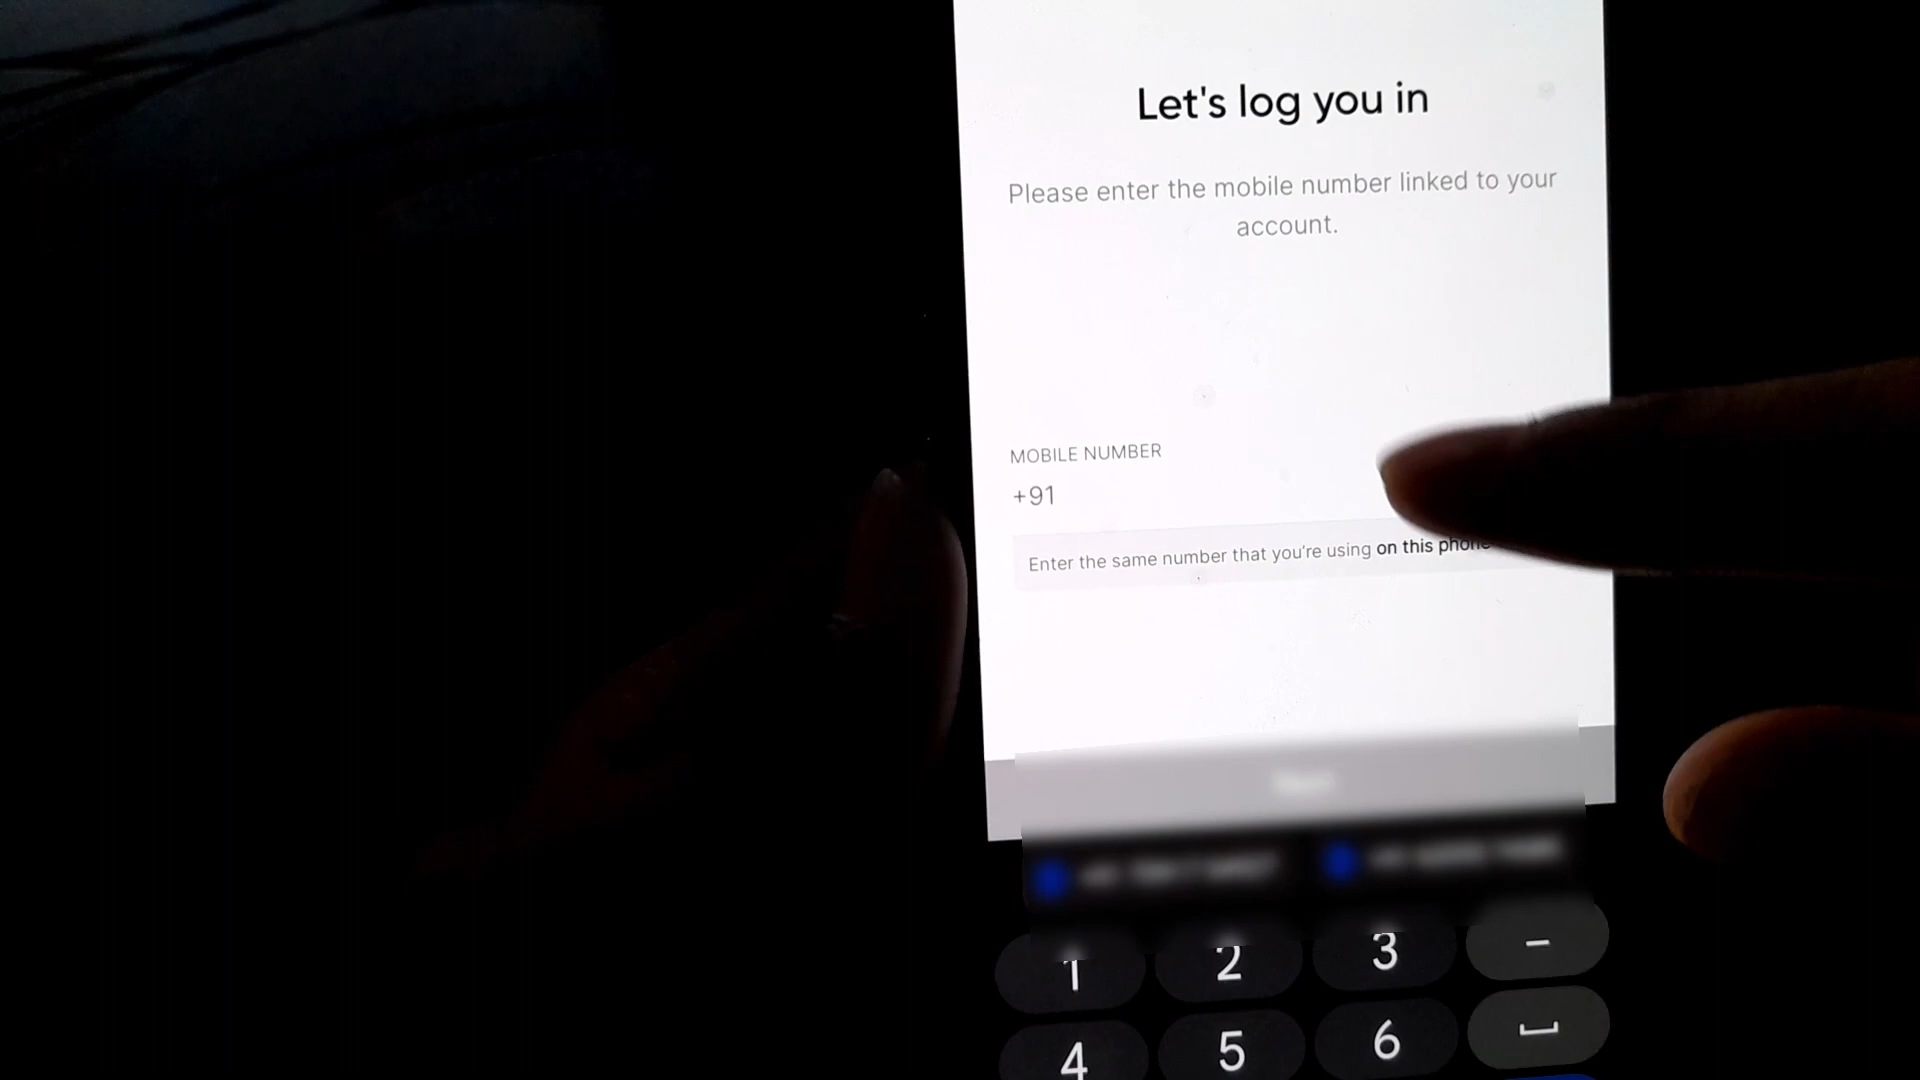 Let's log you in
Please enter the mobile number linked to your
account.
MOBILE NUMBER
+91
Enter the same number that you're using on this phone
1 2 3 -
4 5 6